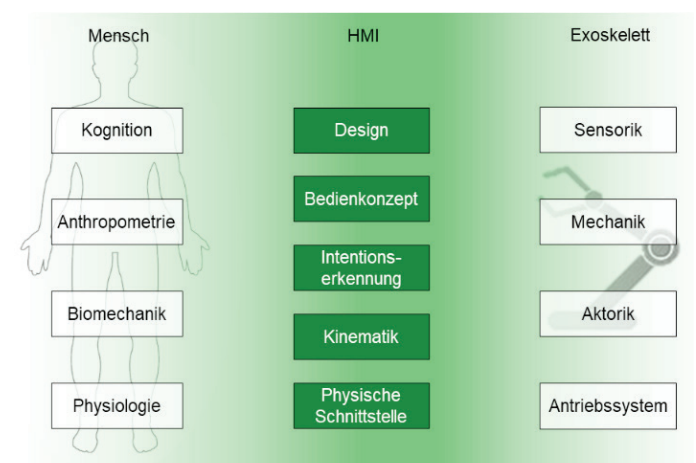 Mensch
HMI
Exoskelett
Kognition
Design
Sensorik
Anthropometrie
Bedienkonzept
Mechanik
Intentions-
erkennung
Biomechanik
Kinematik
Aktorik
Physiologie
Physische
Schnittstelle
Antriebssystem